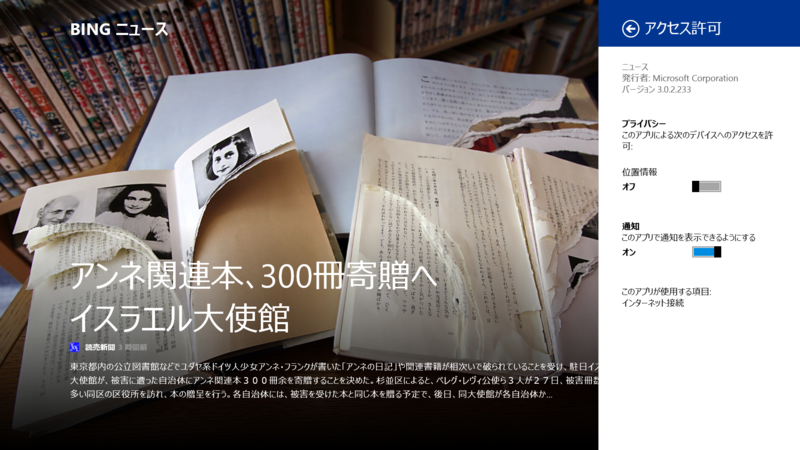 BING ニュース
アンネ関連本、300冊寄贈へ
イスラエル大使館
読売新聞 3 時間前
東京都内の公立図書館などでユダヤ系ドイツ人少女アンネ・フランクが書いた「アンネの日記」や関連書籍が相次いで破られていることを受け、駐日イス
大使館が、被害に遭った自治体にアンネ関連本３００冊余を寄贈することを決めた。杉並区によると、ペレグ・レヴィ公使ら３人が２７日、被害冊数
多い同区の区役所を訪れ、本の贈呈を行う。各自治体には、被害を受けた本と同じ本を贈る予定で、後日、同大使館が各自治体か...
アクセス許可
ニュース
発行者: Microsoft Corporation
バージョン 3.0.2.233
プライバシー
このアプリによる次のデバイスへのアクセスを許
可:
位置情報
オフ
通知
このアプリで通知を表示できるようにする
オン
このアプリが使用する項目:
インターネット接続